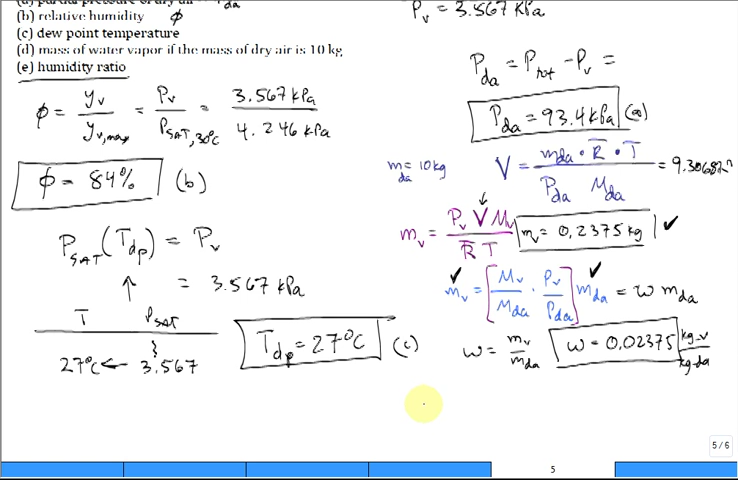 (b) relative humidity ϕ
(c) dew point temperature
(d) mass of water vapor if the mass of dry air is 10 kg
(e) humidity ratio
ϕ = yv / yv,max = Pv / PSAT,30°C = 3.567 kPa / 4.246 kPa
ϕ = 84% (b)
PSAT (Tdp) = Pv
= 3.567 kPa
T PSAT
27°C ← 3.567
Tdp = 27°C (c)
Pv = 3.567 kPa
Pda = Ptot - Pv =
Pda = 93.4 kPa (a)
mda = 10 kg V = mda · R̅ · T / Pda Mda = 9.3068 m³
mv = Pv V Mv / R̅ T mv = 0.2375 kg ✓
mv = [Mv / Mda · Pv / Pda] mda = ω mda
ω = mv / mda ω = 0.02375 kg-v / kg-da
5/6
5